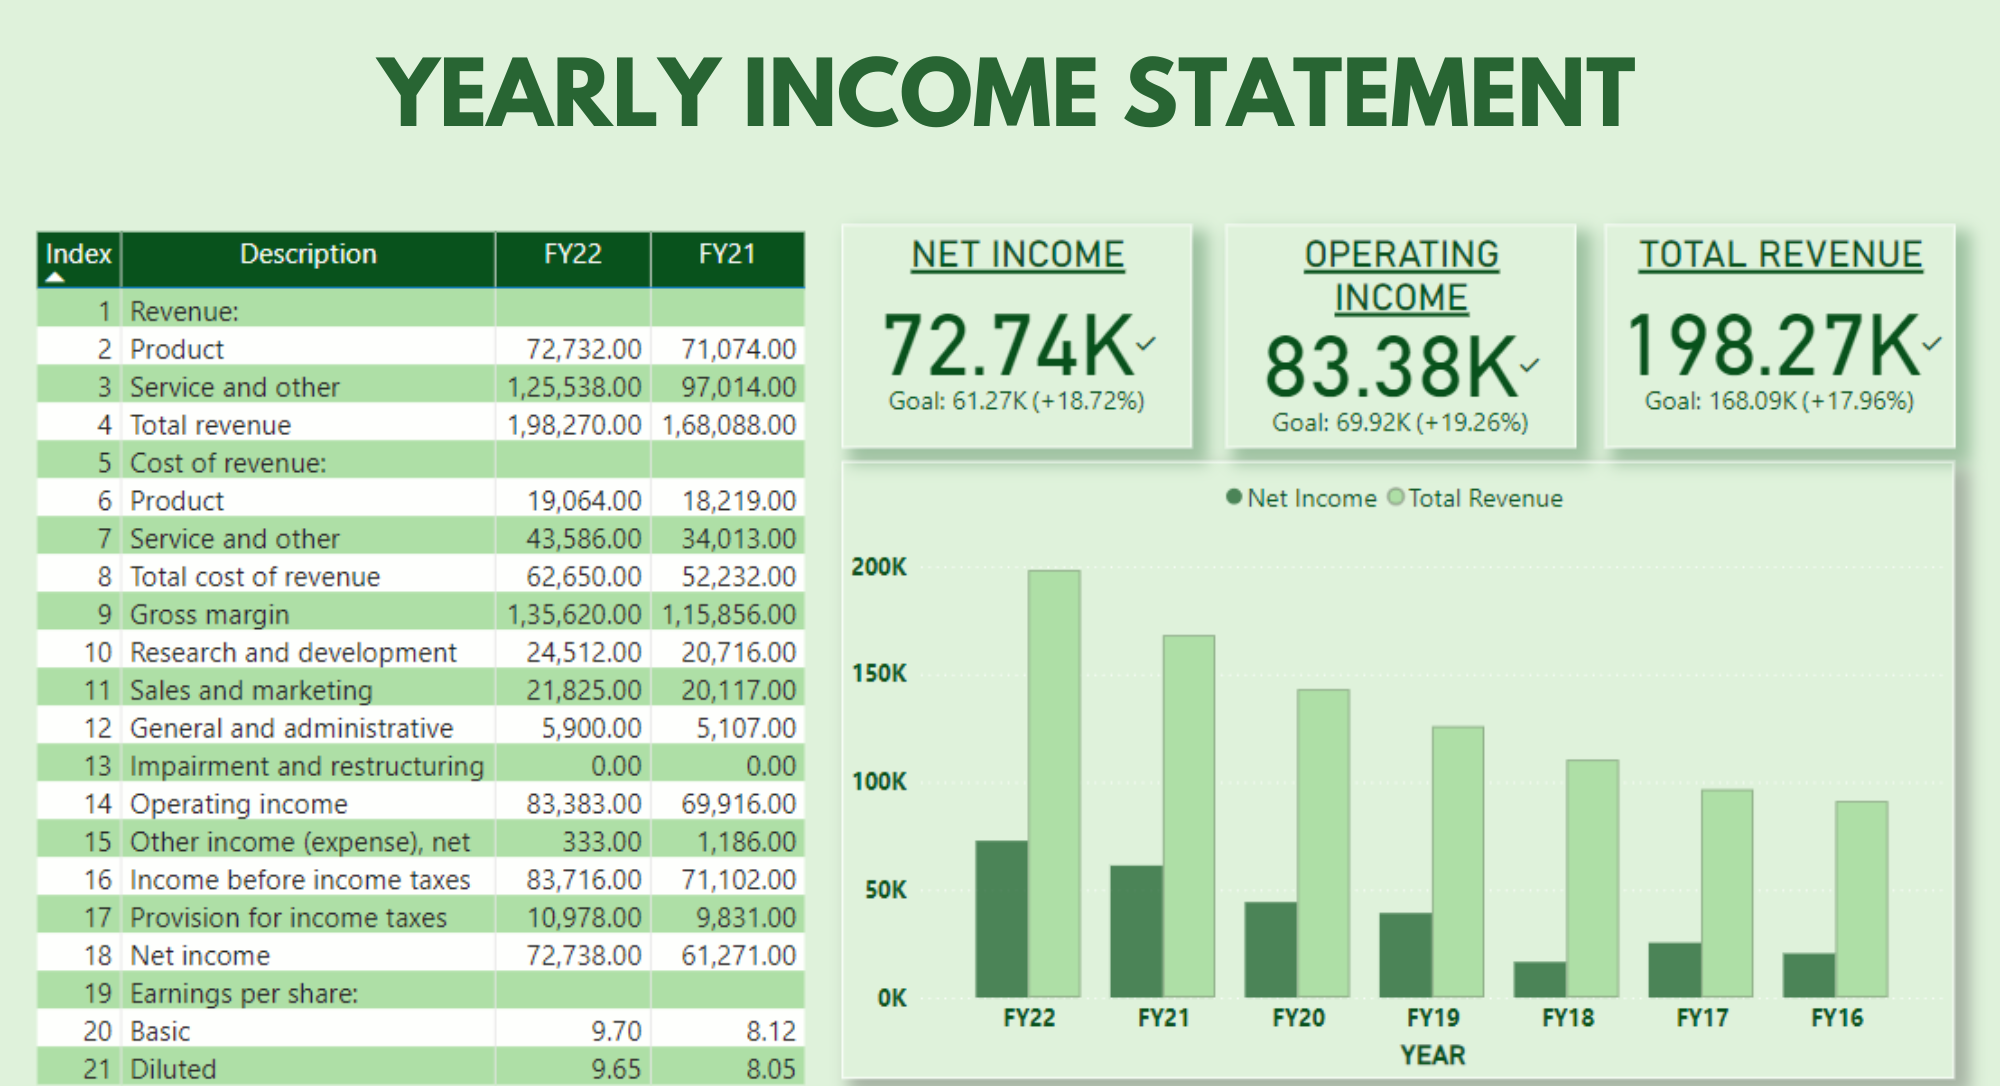 YEARLY INCOME STATEMENT
Index Description FY22 FY21
1 Revenue:
2 Product 72,732.00 71,074.00
3 Service and other 1,25,538.00 97,014.00
4 Total revenue 1,98,270.00 1,68,088.00
5 Cost of revenue:
6 Product 19,064.00 18,219.00
7 Service and other 43,586.00 34,013.00
8 Total cost of revenue 62,650.00 52,232.00
9 Gross margin 1,35,620.00 1,15,856.00
10 Research and development 24,512.00 20,716.00
11 Sales and marketing 21,825.00 20,117.00
12 General and administrative 5,900.00 5,107.00
13 Impairment and restructuring 0.00 0.00
14 Operating income 83,383.00 69,916.00
15 Other income (expense), net 333.00 1,186.00
16 Income before income taxes 83,716.00 71,102.00
17 Provision for income taxes 10,978.00 9,831.00
18 Net income 72,738.00 61,271.00
19 Earnings per share:
20 Basic 9.70 8.12
21 Diluted 9.65 8.05
NET INCOME
72.74K✓
Goal: 61.27K (+18.72%)
OPERATING
INCOME
83.38K✓
Goal: 69.92K (+19.26%)
TOTAL REVENUE
198.27K✓
Goal: 168.09K (+17.96%)
Net Income Total Revenue
200K
150K
100K
50K
0K
FY22 FY21 FY20 FY19 FY18 FY17 FY16
YEAR